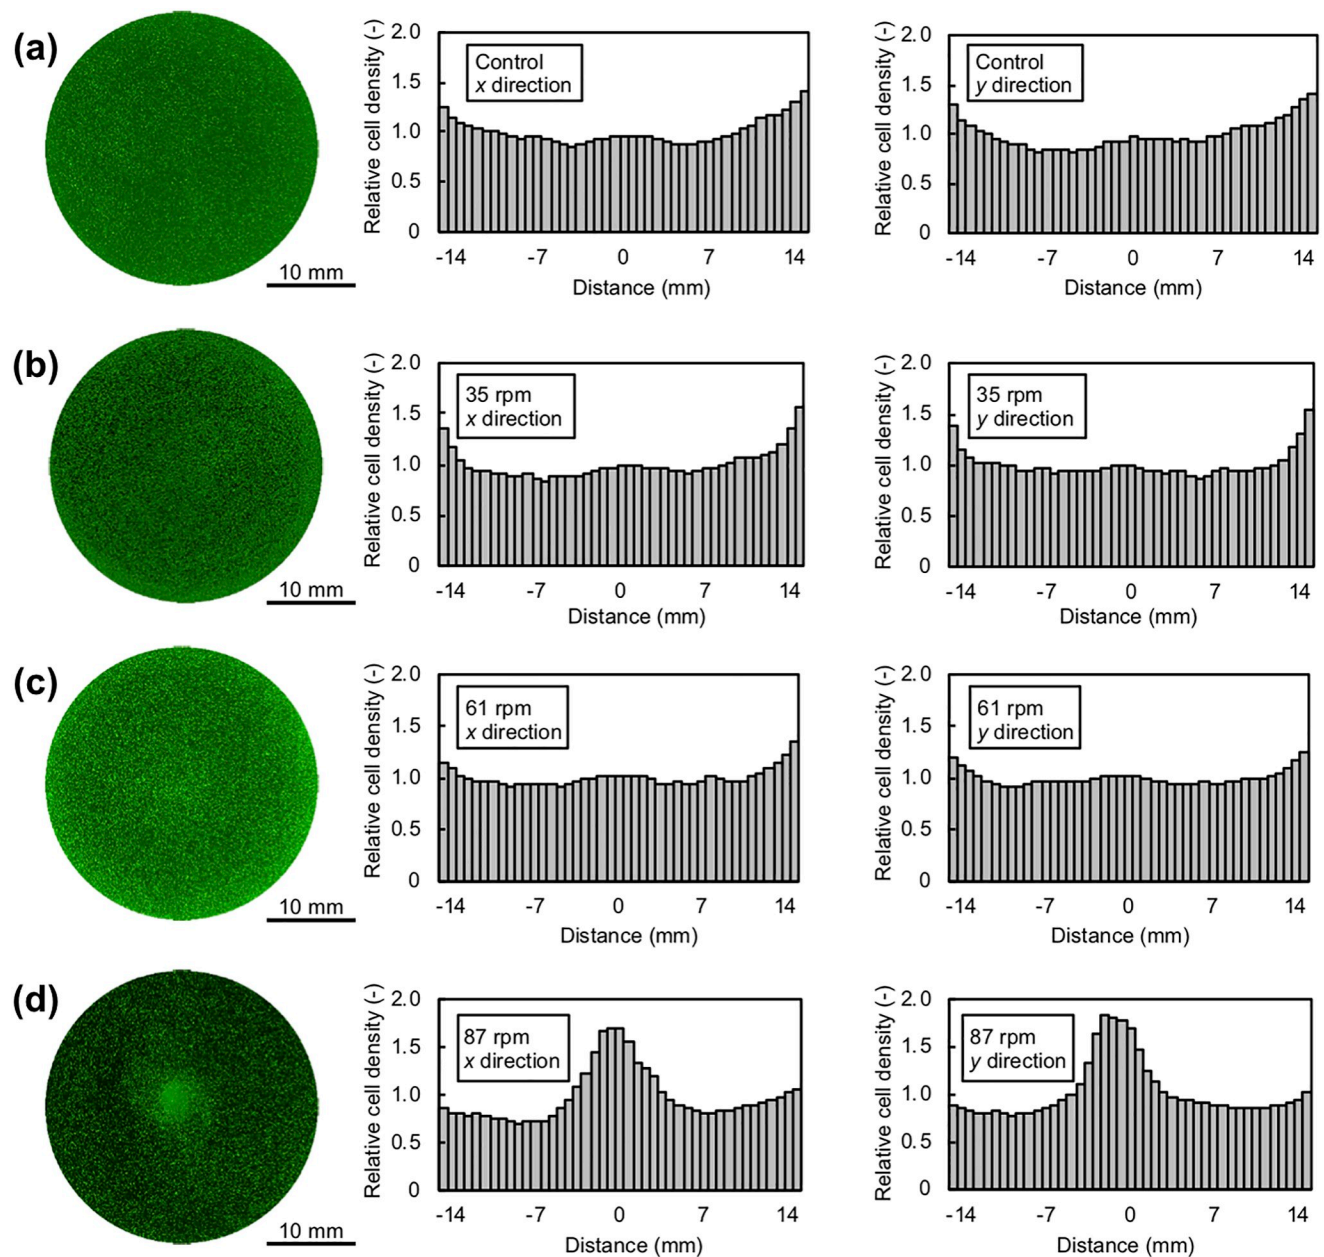 (a)
10 mm
Relative cell density (-)
2.0
1.5
1.0
0.5
0
Control
x direction
-14 -7 0 7 14
Distance (mm)
Relative cell density (-)
2.0
1.5
1.0
0.5
0
Control
y direction
-14 -7 0 7 14
Distance (mm)
(b)
10 mm
Relative cell density (-)
2.0
1.5
1.0
0.5
0
35 rpm
x direction
-14 -7 0 7 14
Distance (mm)
Relative cell density (-)
2.0
1.5
1.0
0.5
0
35 rpm
y direction
-14 -7 0 7 14
Distance (mm)
(c)
10 mm
Relative cell density (-)
2.0
1.5
1.0
0.5
0
61 rpm
x direction
-14 -7 0 7 14
Distance (mm)
Relative cell density (-)
2.0
1.5
1.0
0.5
0
61 rpm
y direction
-14 -7 0 7 14
Distance (mm)
(d)
10 mm
Relative cell density (-)
2.0
1.5
1.0
0.5
0
87 rpm
x direction
-14 -7 0 7 14
Distance (mm)
Relative cell density (-)
2.0
1.5
1.0
0.5
0
87 rpm
y direction
-14 -7 0 7 14
Distance (mm)